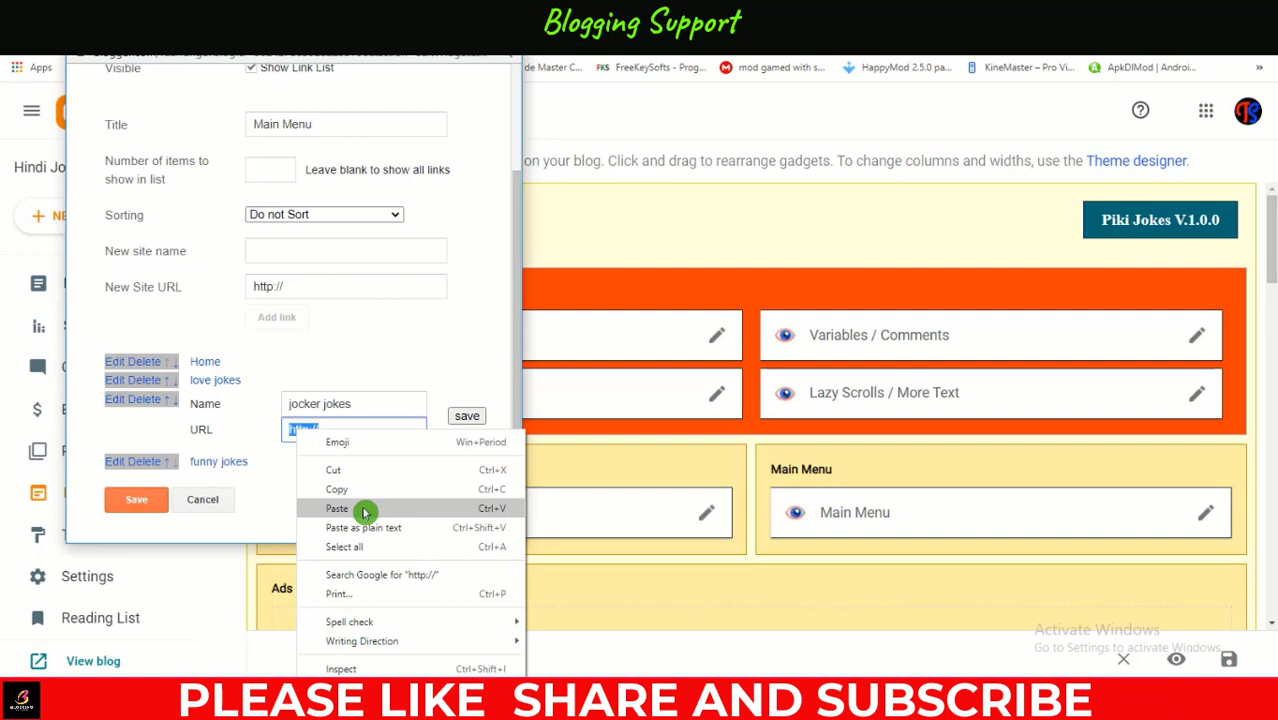 Blogging Support
Apps
de Master C...
FKS
FreeKeySofts - Prog...
mod gamed with s...
HappyMod 2.5.0 pa...
KineMaster – Pro Vi...
ApkDlMod | Androi...
»
Visible
Show Link List
Title
Main Menu
Number of items to
show in list
Leave blank to show all links
Sorting
Do not Sort
New site name
New Site URL
http://
Add link
Edit Delete ↑ ↓ Home
Edit Delete ↑ ↓ love jokes
Edit Delete ↑ ↓ Name
jocker jokes
save
URL
http://
Edit Delete ↑ ↓ funny jokes
Save
Cancel
Emoji Win+Period
Cut Ctrl+X
Copy Ctrl+C
Paste Ctrl+V
Paste as plain text Ctrl+Shift+V
Select all Ctrl+A
Search Google for "http://"
Print... Ctrl+P
Spell check
Writing Direction
Inspect Ctrl+Shift+I
Hindi Jo
+ NE
Settings
Reading List
View blog
on your blog. Click and drag to rearrange gadgets. To change columns and widths, use the Theme designer.
Piki Jokes V.1.0.0
Variables / Comments
Lazy Scrolls / More Text
Main Menu
Main Menu
Ads
Activate Windows
Go to Settings to activate Windows.
PLEASE LIKE SHARE AND SUBSCRIBE